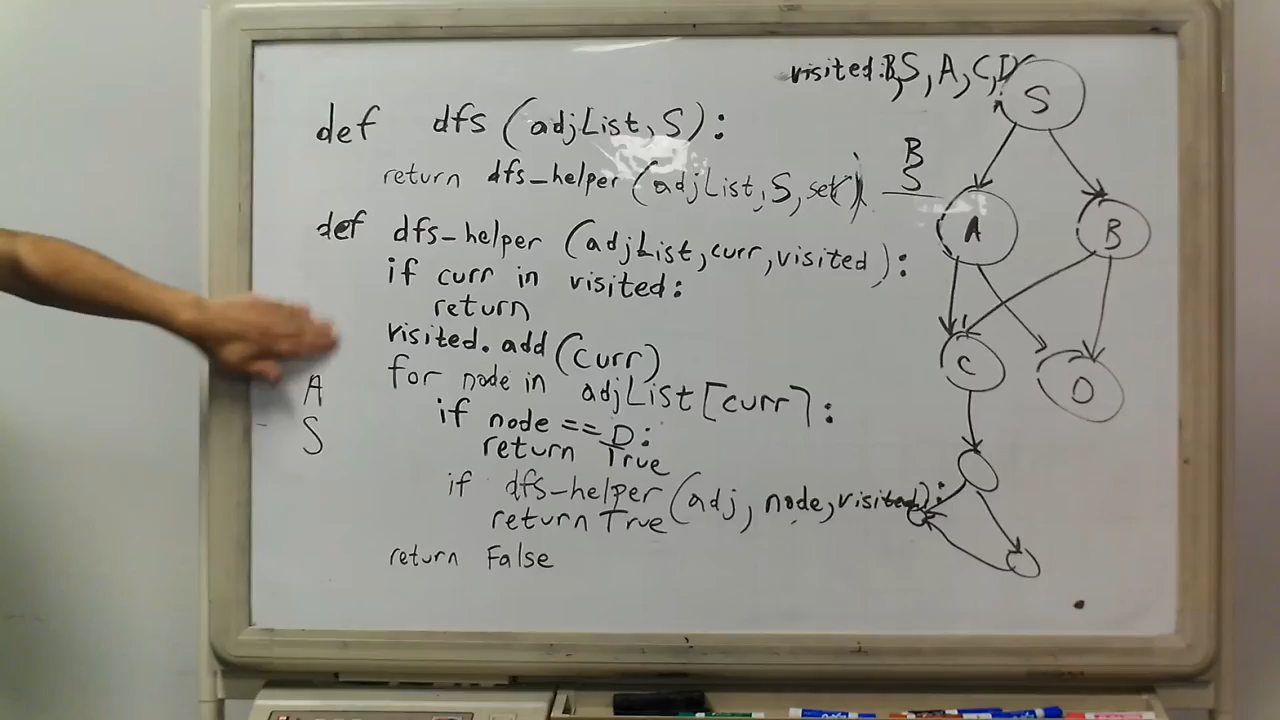 visited: B,S, A, C, D
def dfs (adjList, S):
return dfs_helper (adjList, S, set)
def dfs_helper (adjList, curr, visited):
if curr in visited:
return
visited.add (curr)
for node in adjList [curr]:
if node == D:
return True
if dfs-helper (adj, node, visited):
return True
return False
A
S
B
S
S
A
B
C
D